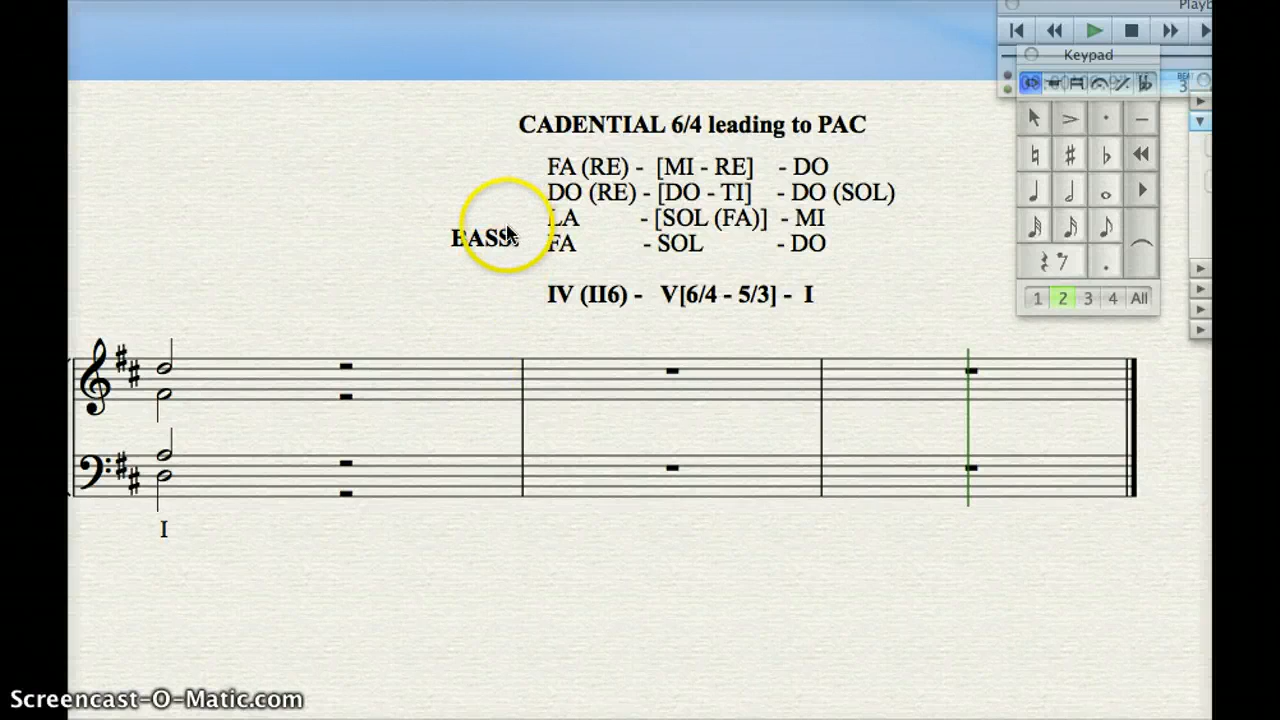 Playb
Keypad
CADENTIAL 6/4 leading to PAC
FA (RE) - [MI - RE] - DO
DO (RE) - [DO - TI] - DO (SOL)
LA - [SOL (FA)] - MI
BASS: FA - SOL - DO
IV (II6) - V[6/4 - 5/3] - I
1 2 3 4 All
I
Screencast-O-Matic.com